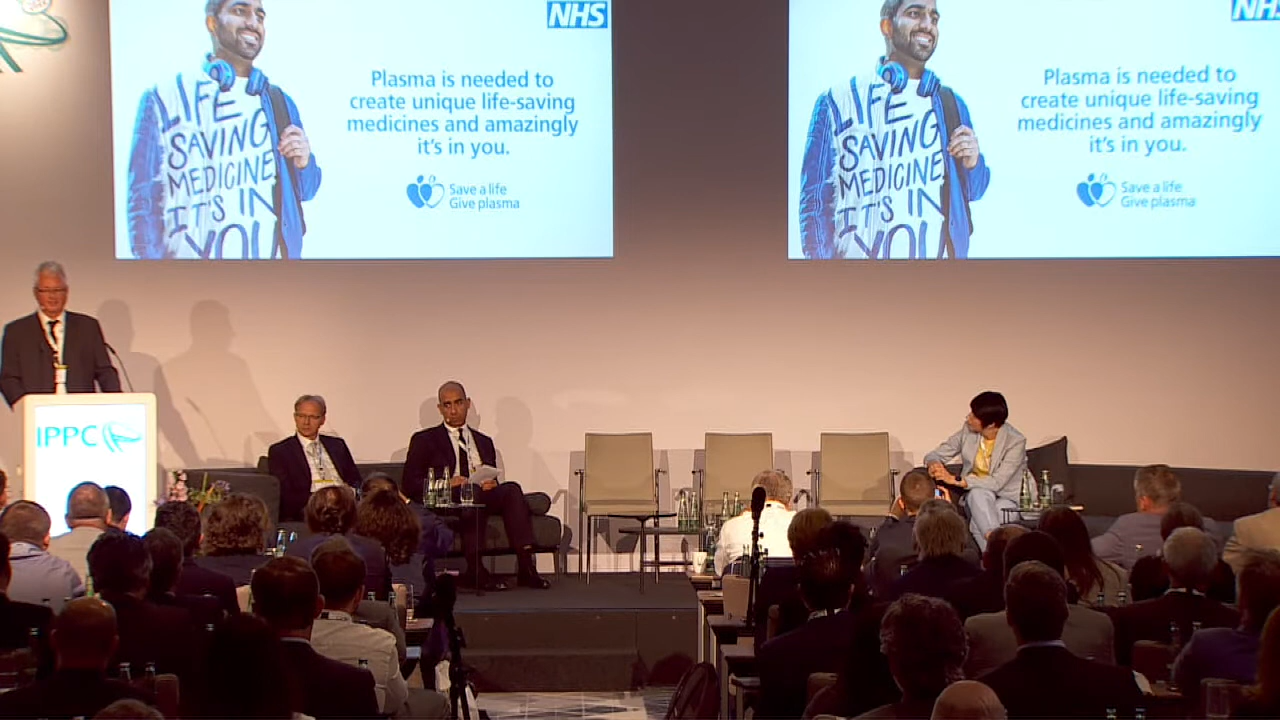 NHS
Plasma is needed to
create unique life-saving
medicines and amazingly
it's in you.
LIFE
SAVING
MEDICINE
IT'S IN
YOU
Save a life
Give plasma
NHS
Plasma is needed to
create unique life-saving
medicines and amazingly
it's in you.
LIFE
SAVING
MEDICINE
IT'S IN
YOU
Save a life
Give plasma
IPPC